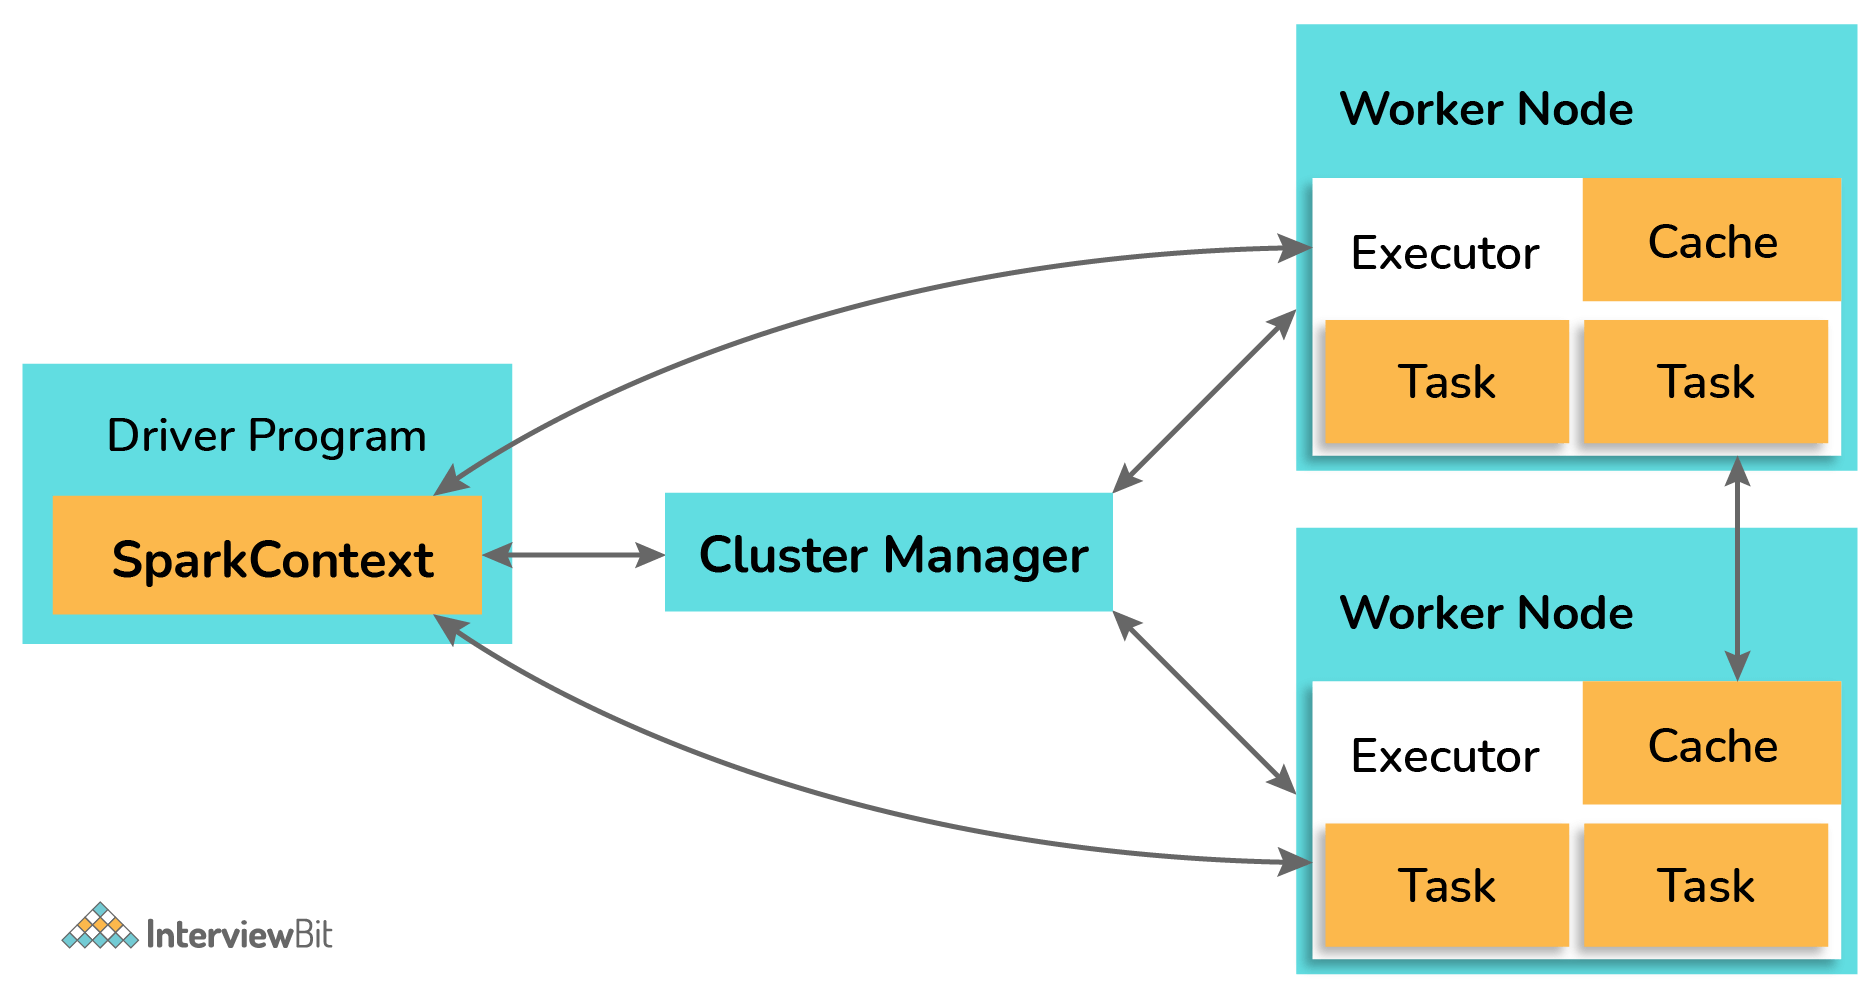 Worker Node
Executor
Cache
Task
Task
Driver Program
SparkContext
Cluster Manager
Worker Node
Executor
Cache
Task
Task
InterviewBit